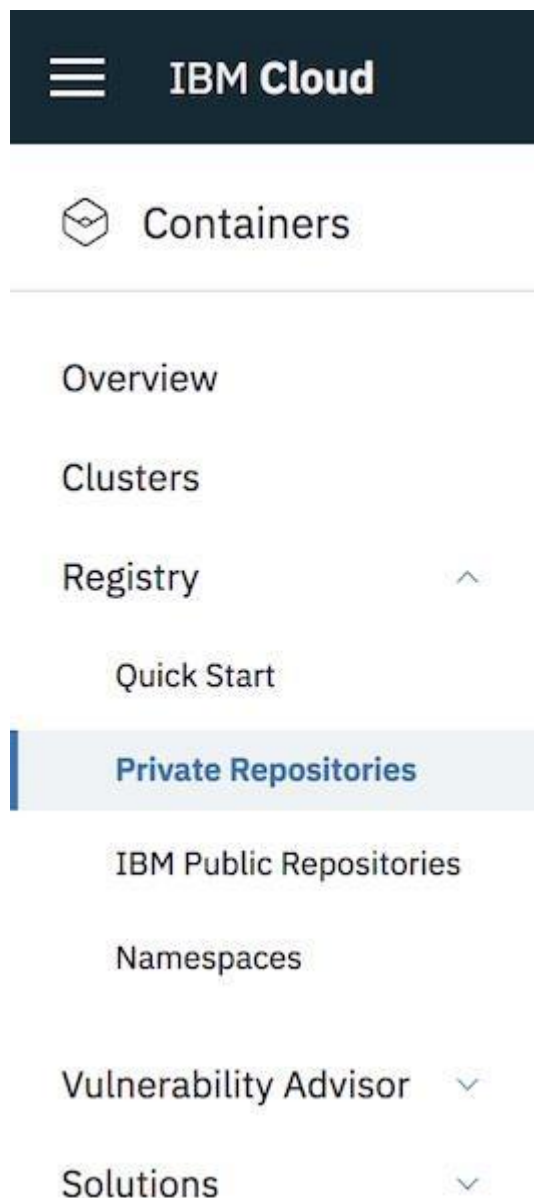 IBM Cloud
Containers
Overview
Clusters
Registry
Quick Start
Private Repositories
IBM Public Repositories
Namespaces
Vulnerability Advisor
Solutions